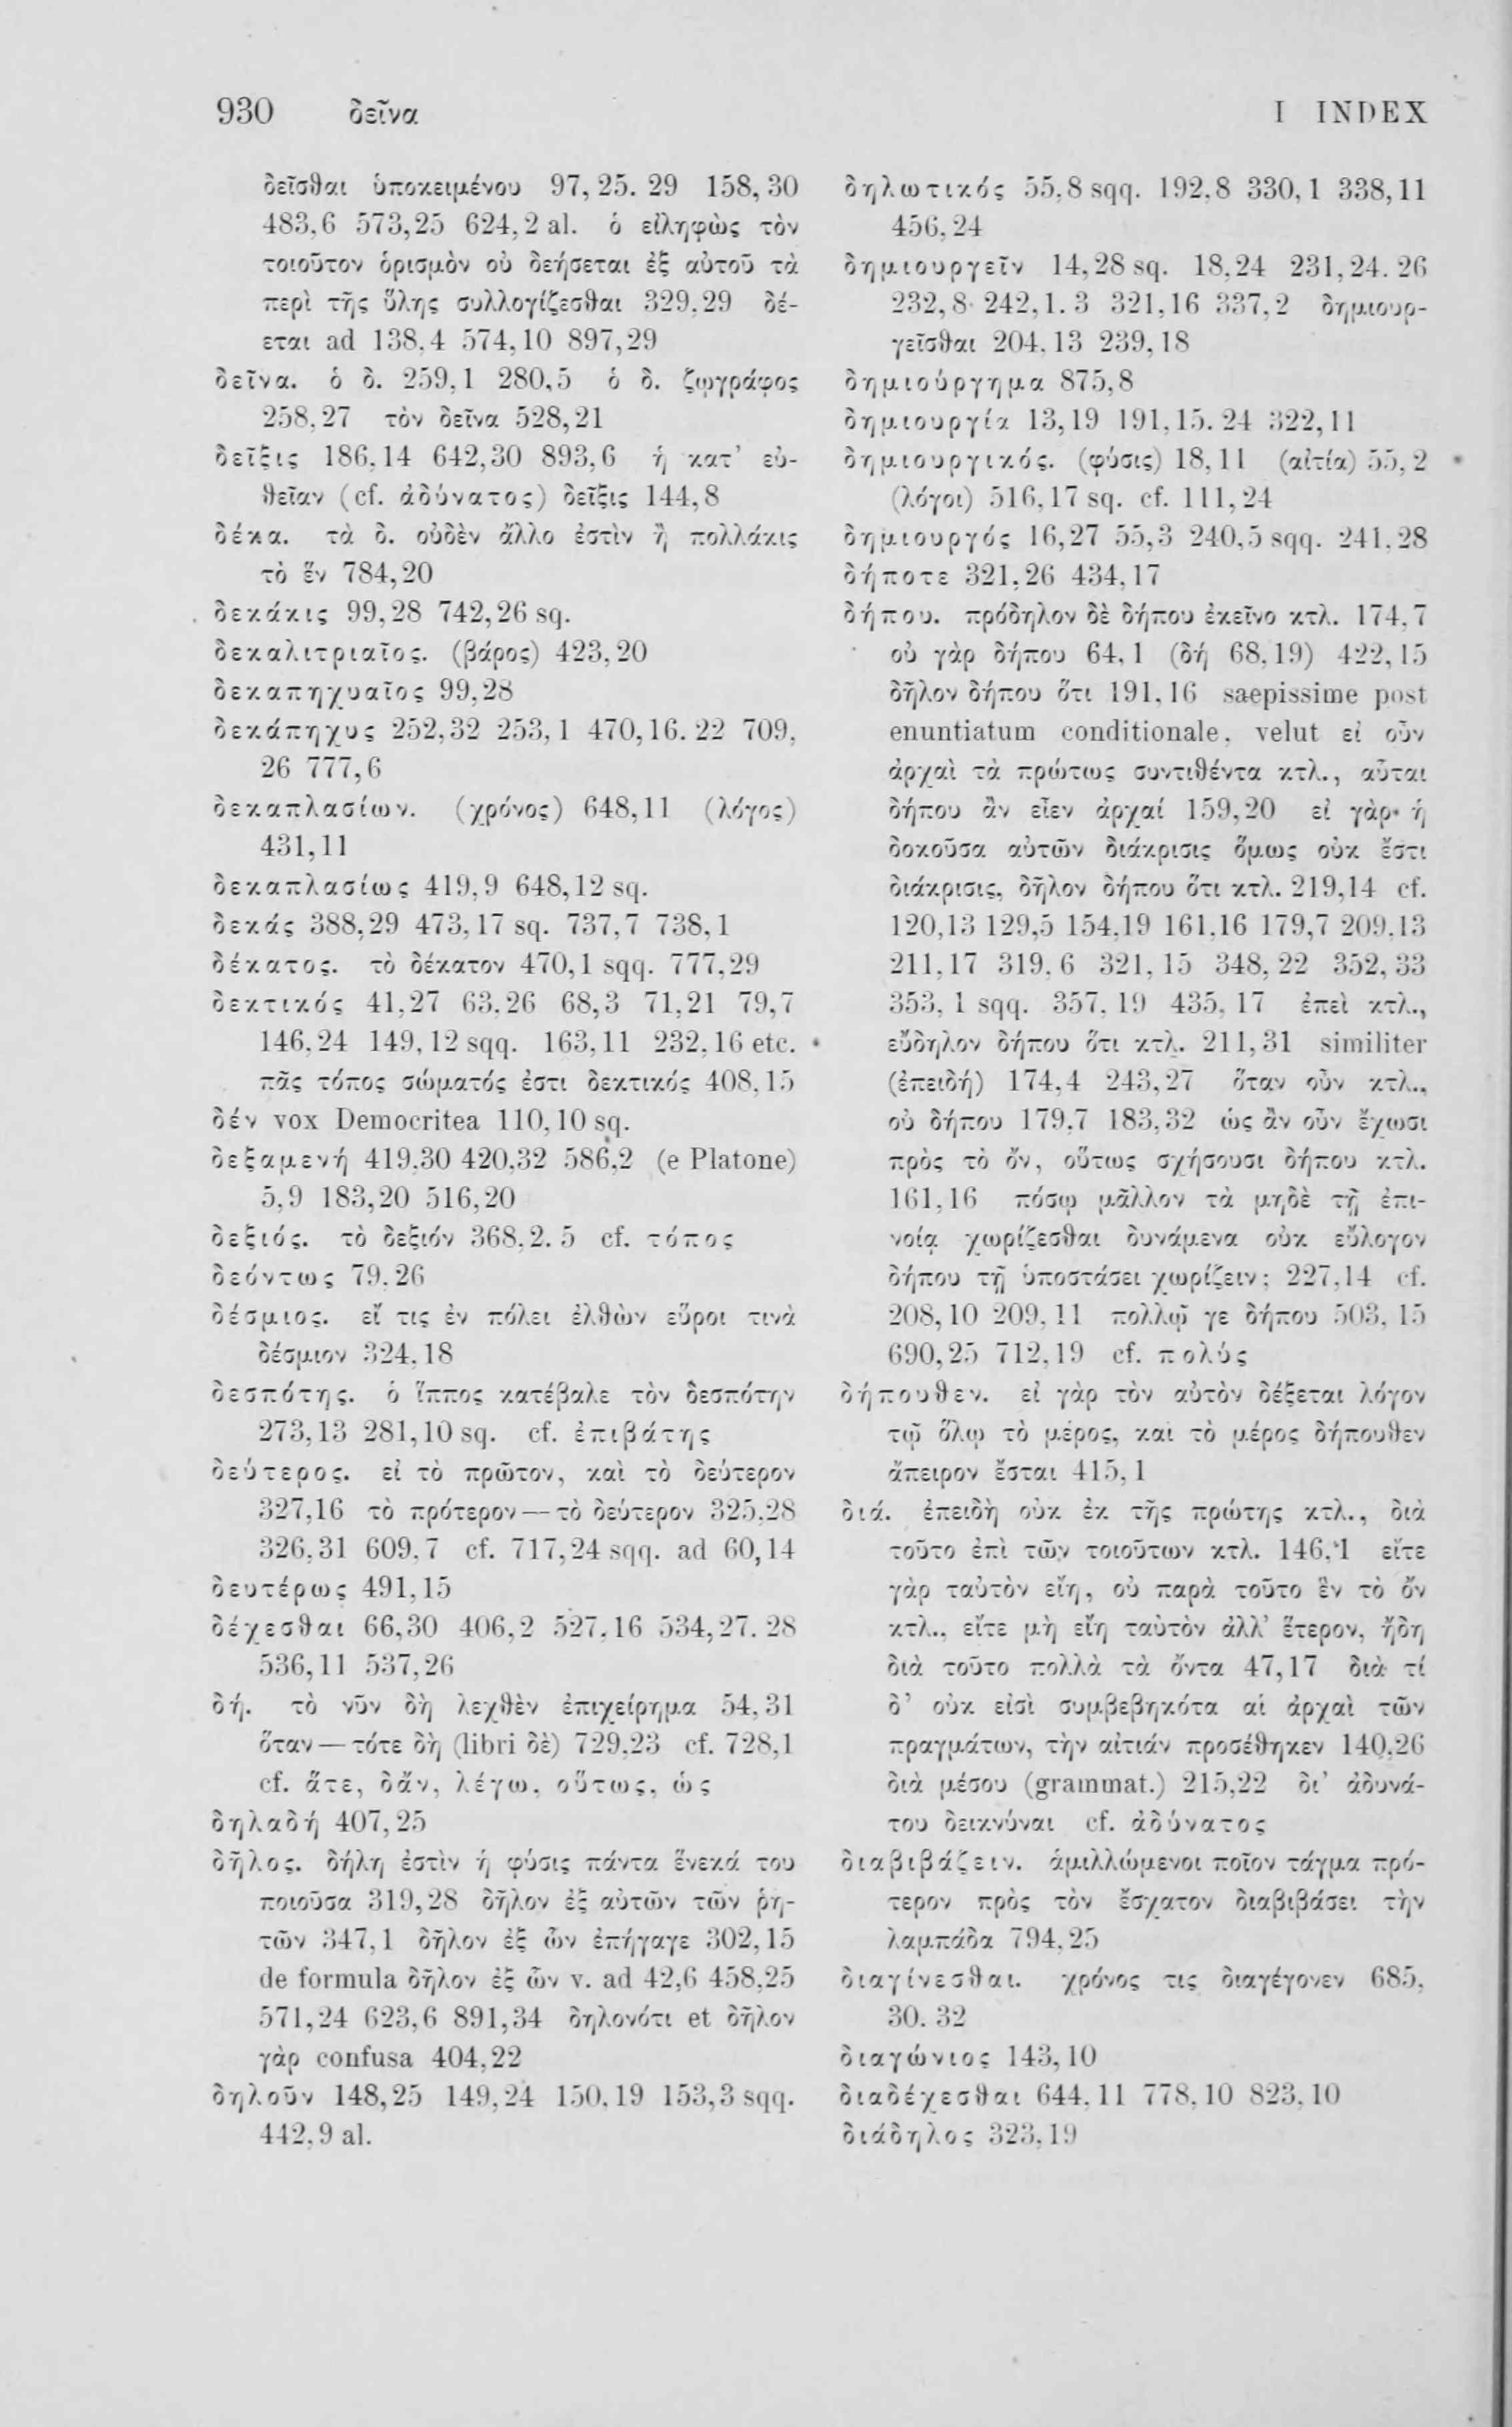 930 δεῖνα I INDEX
δεῖσθαι ὑποκειμένου 97,25. 29 158,30
483,6 573,25 624,2 al. ὁ εἰληφὼς τὸν
τοιοῦτον ὁρισμὸν οὐ δεήσεται ἐξ αὐτοῦ τὰ
περὶ τῆς ὕλης συλλογίζεσθαι 329,29 δέ-
εται ad 138,4 574,10 897,29
δεῖνα. ὁ δ. 259,1 280,5 ὁ δ. ζωγράφος
258,27 τὸν δεῖνα 528,21
δεῖξις 186,14 642,30 893,6 ἡ κατ’ εὐ-
θεῖαν (cf. ἀδύνατος) δεῖξις 144,8
δέκα. τὰ δ. οὐδὲν ἄλλο ἐστὶν ἢ πολλάκις
τὸ ἕν 784,20
δεκάκις 99,28 742,26 sq.
δεκαλιτριαῖος. (βάρος) 423,20
δεκαπηχυαῖος 99,28
δεκάπηχυς 252,32 253,1 470,16. 22 709,
26 777,6
δεκαπλασίων. (χρόνος) 648,11 (λόγος)
431,11
δεκαπλασίως 419,9 648,12 sq.
δεκάς 388,29 473,17 sq. 737,7 738,1
δέκατος. τὸ δέκατον 470,1 sqq. 777,29
δεκτικός 41,27 63,26 68,3 71,21 79,7
146,24 149,12 sqq. 163,11 232,16 etc.
πᾶς τόπος σώματός ἐστι δεκτικός 408,15
δέν vox Democritea 110,10 sq.
δεξαμενή 419,30 420,32 586,2 (e Platone)
5,9 183,20 516,20
δεξιός. τὸ δεξιόν 368,2. 5 cf. τόπος
δεόντως 79,26
δέσμιος. εἴ τις ἐν πόλει ἐλθὼν εὕροι τινὰ
δέσμιον 324,18
δεσπότης. ὁ ἵππος κατέβαλε τὸν δεσπότην
273,13 281,10 sq. cf. ἐπιβάτης
δεύτερος. εἰ τὸ πρῶτον, καὶ τὸ δεύτερον
327,16 τὸ πρότερον — τὸ δεύτερον 325,28
326,31 609,7 cf. 717,24 sqq. ad 60,14
δευτέρως 491,15
δέχεσθαι 66,30 406,2 527,16 534,27. 28
536,11 537,26
δή. τὸ νῦν δὴ λεχθὲν ἐπιχείρημα 54,31
ὅταν — τότε δὴ (libri δὲ) 729,23 cf. 728,1
cf. ἅτε, δἄν, λέγω, οὕτως, ὡς
δηλαδή 407,25
δῆλος. δήλη ἐστὶν ἡ φύσις πάντα ἕνεκά του
ποιοῦσα 319,28 δῆλον ἐξ αὐτῶν τῶν ῥη-
τῶν 347,1 δῆλον ἐξ ὧν ἐπήγαγε 302,15
de formula δῆλον ἐξ ὧν v. ad 42,6 458,25
571,24 623,6 891,34 δηλονότι et δῆλον
γὰρ confusa 404,22
δηλοῦν 148,25 149,24 150,19 153,3 sqq.
442,9 al.
δηλωτικός 55,8 sqq. 192,8 330,1 338,11
456,24
δημιουργεῖν 14,28 sq. 18,24 231,24. 26
232,8 242,1. 3 321,16 337,2 δημιουρ-
γεῖσθαι 204,13 239,18
δημιούργημα 875,8
δημιουργία 13,19 191,15. 24 322,11
δημιουργικός. (φύσις) 18,11 (αἰτία) 55,2
(λόγοι) 516,17 sq. cf. 111,24
δημιουργός 16,27 55,3 240,5 sqq. 241,28
δήποτε 321,26 434,17
δήπου. πρόδηλον δὲ δήπου ἐκεῖνο κτλ. 174,7
οὐ γὰρ δήπου 64,1 (δή 68,19) 422,15
δῆλον δήπου ὅτι 191,16 saepissime post
enuntiatum conditionale, velut εἰ οὖν
ἀρχαὶ τὰ πρώτως συντιθέντα κτλ., αὗται
δήπου ἂν εἶεν ἀρχαί 159,20 εἰ γὰρ ἡ
δοκοῦσα αὐτῶν διάκρισις ὅμως οὐκ ἔστι
διάκρισις, δῆλον δήπου ὅτι κτλ. 219,14 cf.
120,13 129,5 154,19 161,16 179,7 209,13
211,17 319,6 321,15 348,22 352,33
353,1 sqq. 357,19 435,17 ἐπεὶ κτλ.,
εὔδηλον δήπου ὅτι κτλ. 211,31 similiter
(ἐπειδή) 174,4 243,27 ὅταν οὖν κτλ.,
οὐ δήπου 179,7 183,32 ὡς ἂν οὖν ἔχωσι
πρὸς τὸ ὄν, οὕτως σχήσουσι δήπου κτλ.
161,16 πόσῳ μᾶλλον τὰ μηδὲ τῇ ἐπι-
νοίᾳ χωρίζεσθαι δυνάμενα οὐκ εὔλογον
δήπου τῇ ὑποστάσει χωρίζειν; 227,14 cf.
208,10 209,11 πολλῷ γε δήπου 503,15
690,25 712,19 cf. πολύς
δήπουθεν. εἰ γὰρ τὸν αὐτὸν δέξεται λόγον
τῷ ὅλῳ τὸ μέρος, καὶ τὸ μέρος δήπουθεν
ἄπειρον ἔσται 415,1
διά. ἐπειδὴ οὐκ ἐκ τῆς πρώτης κτλ., διὰ
τοῦτο ἐπὶ τῶν τοιούτων κτλ. 146,1 εἴτε
γὰρ ταὐτὸν εἴη, οὐ παρὰ τοῦτο ἓν τὸ ὄν
κτλ., εἴτε μὴ εἴη ταὐτὸν ἀλλ’ ἕτερον, ἤδη
διὰ τοῦτο πολλὰ τὰ ὄντα 47,17 διὰ τί
δ’ οὐκ εἰσὶ συμβεβηκότα αἱ ἀρχαὶ τῶν
πραγμάτων, τὴν αἰτιάν προσέθηκεν 140,26
διὰ μέσου (grammat.) 215,22 δι’ ἀδυνά-
του δεικνύναι cf. ἀδύνατος
διαβιβάζειν. ἁμιλλώμενοι ποῖον τάγμα πρό-
τερον πρὸς τὸν ἔσχατον διαβιβάσει τὴν
λαμπάδα 794,25
διαγίνεσθαι. χρόνος τις διαγέγονεν 685,
30. 32
διαγώνιος 143,10
διαδέχεσθαι 644,11 778,10 823,10
διάδηλος 323,19